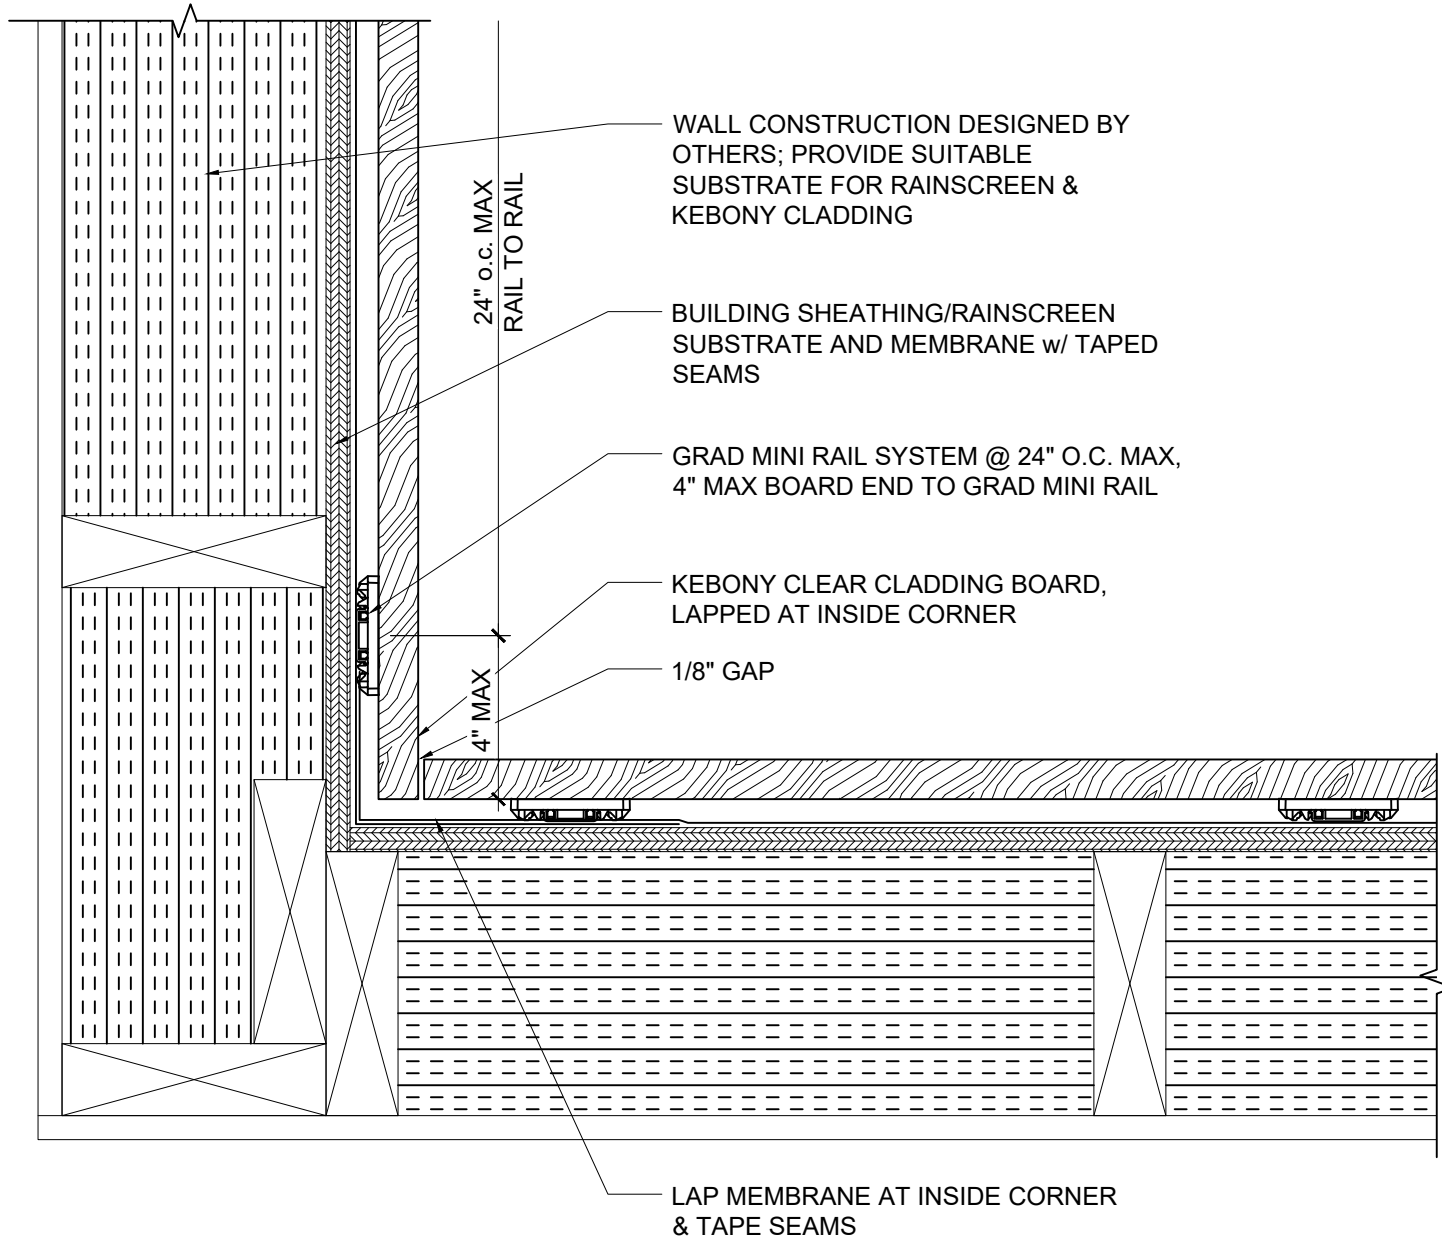 WALL CONSTRUCTION DESIGNED BY
OTHERS; PROVIDE SUITABLE
SUBSTRATE FOR RAINSCREEN &
KEBONY CLADDING
24" o.c. MAX
RAIL TO RAIL
BUILDING SHEATHING/RAINSCREEN
SUBSTRATE AND MEMBRANE w/ TAPED
SEAMS
GRAD MINI RAIL SYSTEM @ 24" O.C. MAX,
4" MAX BOARD END TO GRAD MINI RAIL
KEBONY CLEAR CLADDING BOARD,
LAPPED AT INSIDE CORNER
1/8" GAP
4" MAX
LAP MEMBRANE AT INSIDE CORNER
& TAPE SEAMS